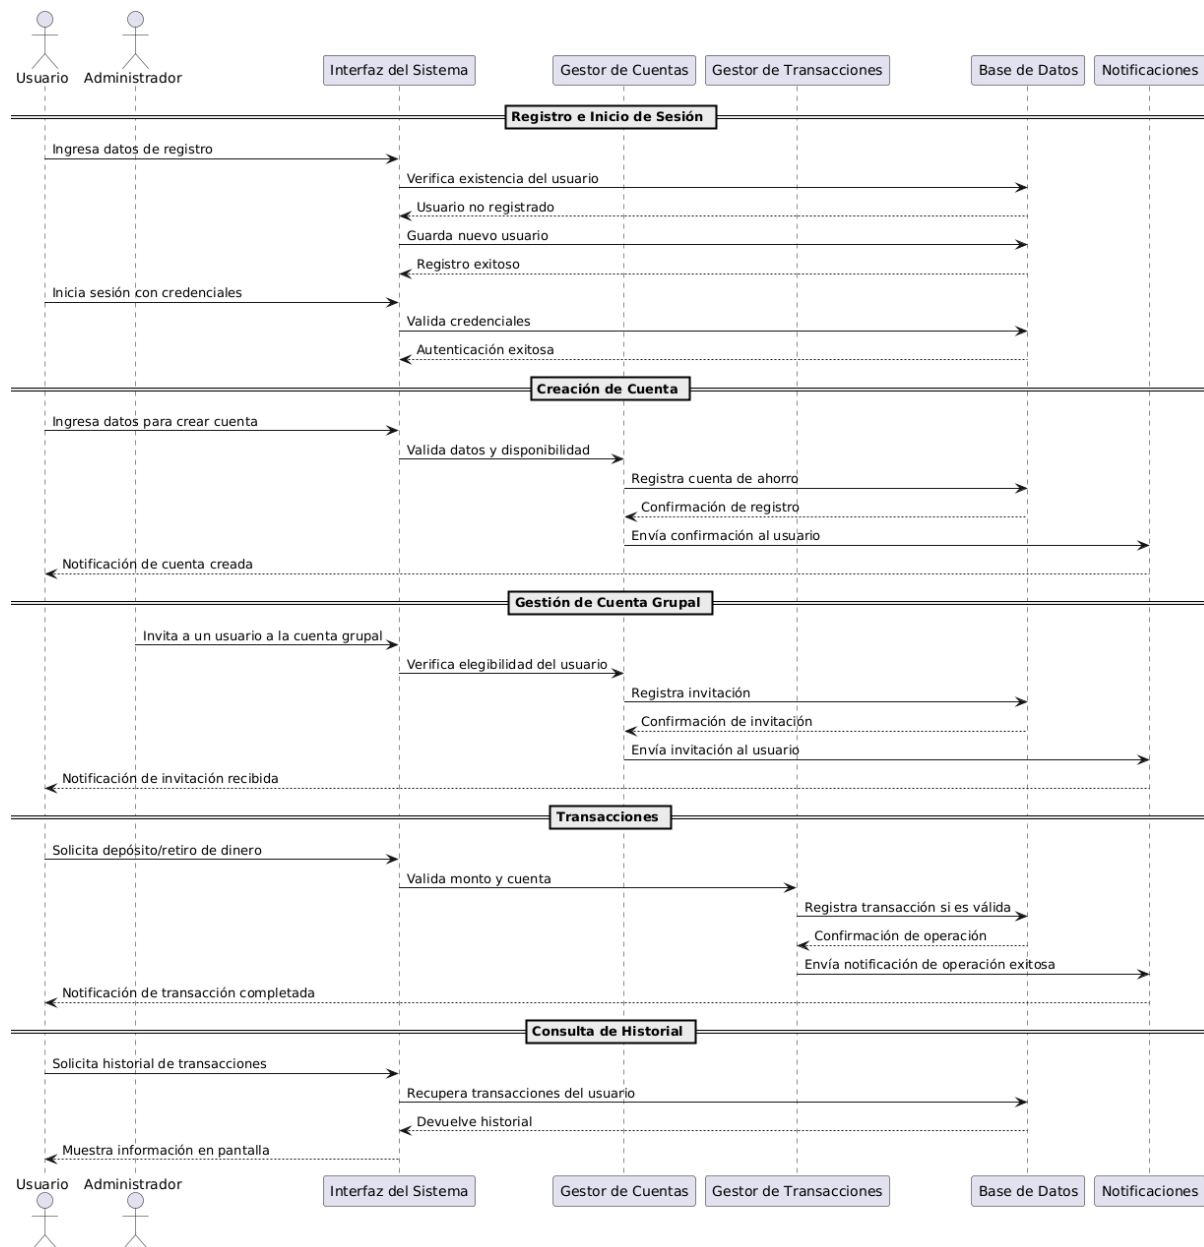 Usuario
Administrador
Interfaz del Sistema
Gestor de Cuentas
Gestor de Transacciones
Base de Datos
Notificaciones
Registro e Inicio de Sesión
Ingresa datos de registro
Verifica existencia del usuario
Usuario no registrado
Guarda nuevo usuario
Registro exitoso
Inicia sesión con credenciales
Valida credenciales
Autenticación exitosa
Creación de Cuenta
Ingresa datos para crear cuenta
Valida datos y disponibilidad
Registra cuenta de ahorro
Confirmación de registro
Envía confirmación al usuario
Notificación de cuenta creada
Gestión de Cuenta Grupal
Invita a un usuario a la cuenta grupal
Verifica elegibilidad del usuario
Registra invitación
Confirmación de invitación
Envía invitación al usuario
Notificación de invitación recibida
Transacciones
Solicita depósito/retiro de dinero
Valida monto y cuenta
Registra transacción si es válida
Confirmación de operación
Envía notificación de operación exitosa
Notificación de transacción completada
Consulta de Historial
Solicita historial de transacciones
Recupera transacciones del usuario
Devuelve historial
Muestra información en pantalla
Usuario
Administrador
Interfaz del Sistema
Gestor de Cuentas
Gestor de Transacciones
Base de Datos
Notificaciones